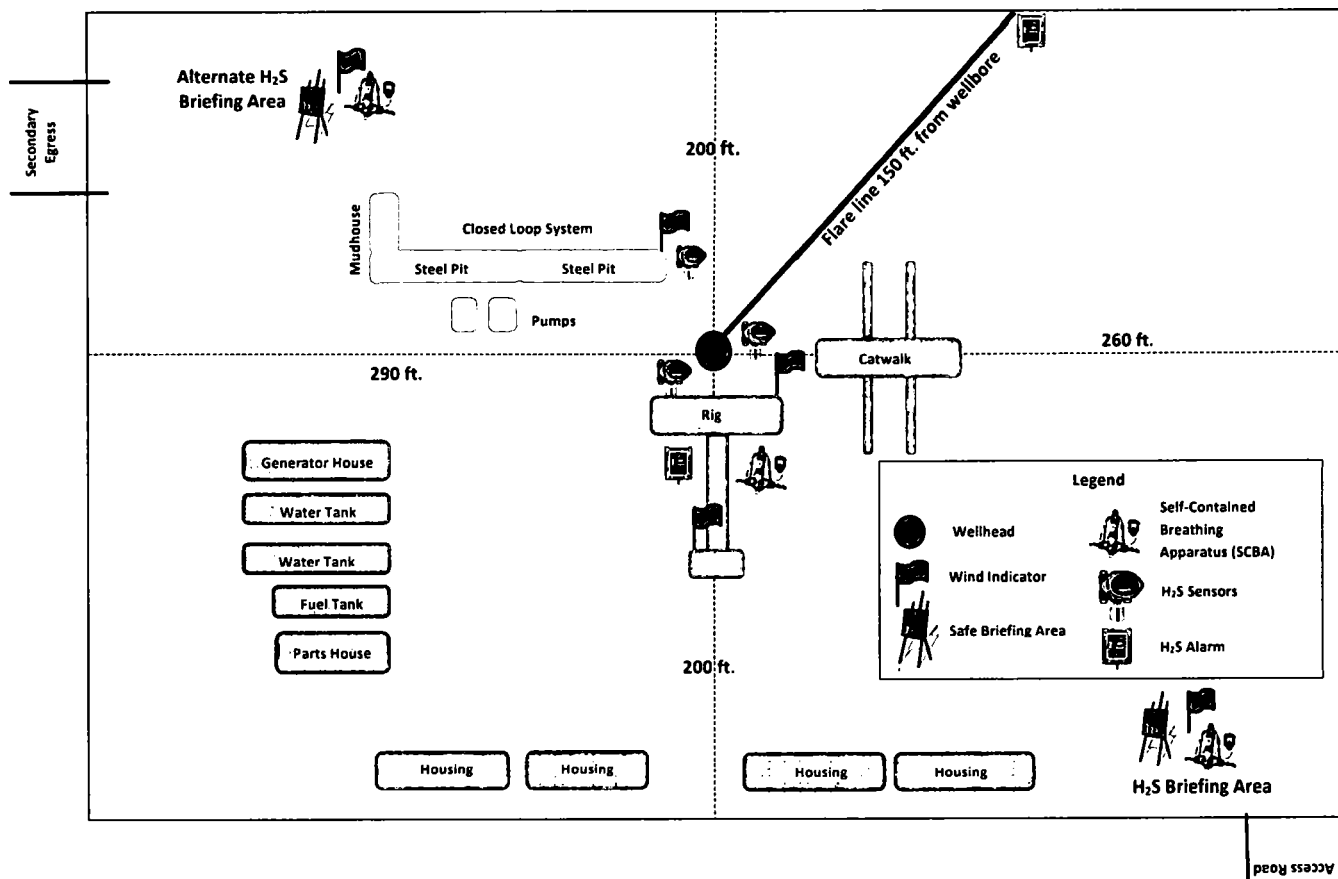 Alternate H₂S
Briefing Area
Secondary
Egress
200 ft.
Flare line 150 ft. from wellbore
Mudhouse
Closed Loop System
Steel Pit
Steel Pit
Pumps
290 ft.
260 ft.
Catwalk
Rig
Generator House
Water Tank
Water Tank
Fuel Tank
Parts House
Legend
Wellhead
Wind Indicator
Safe Briefing Area
Self-Contained
Breathing
Apparatus (SCBA)
H₂S Sensors
H₂S Alarm
200 ft.
Housing
Housing
Housing
Housing
H₂S Briefing Area
Access Road